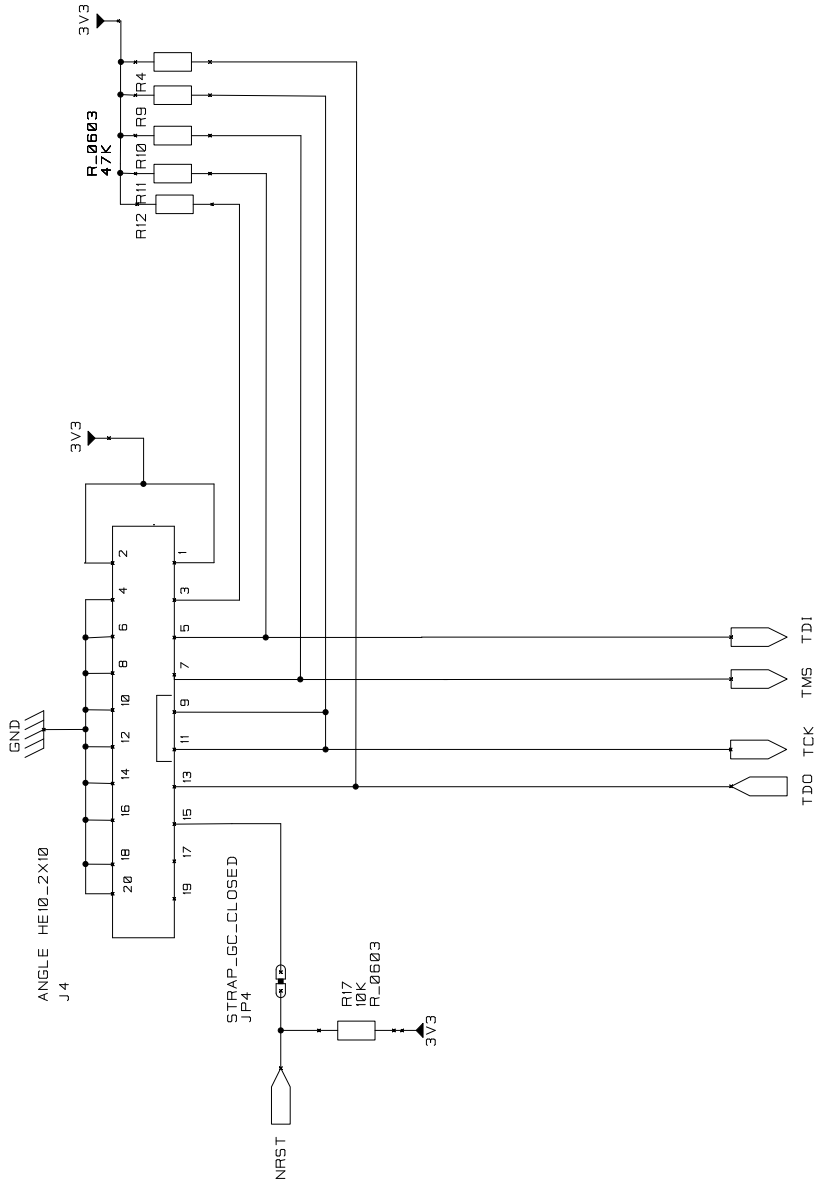 3V3
R4
R9
R10
R11
R12
R_0603
47K
3V3
2
1
4
3
6
5
8
7
10
9
12
11
14
13
16
15
18
17
20
19
GND
ANGLE HE10_2X10
J4
TDI
TMS
TCK
TDO
STRAP_GC_CLOSED
JP4
R17
10K
R_0603
3V3
NRST